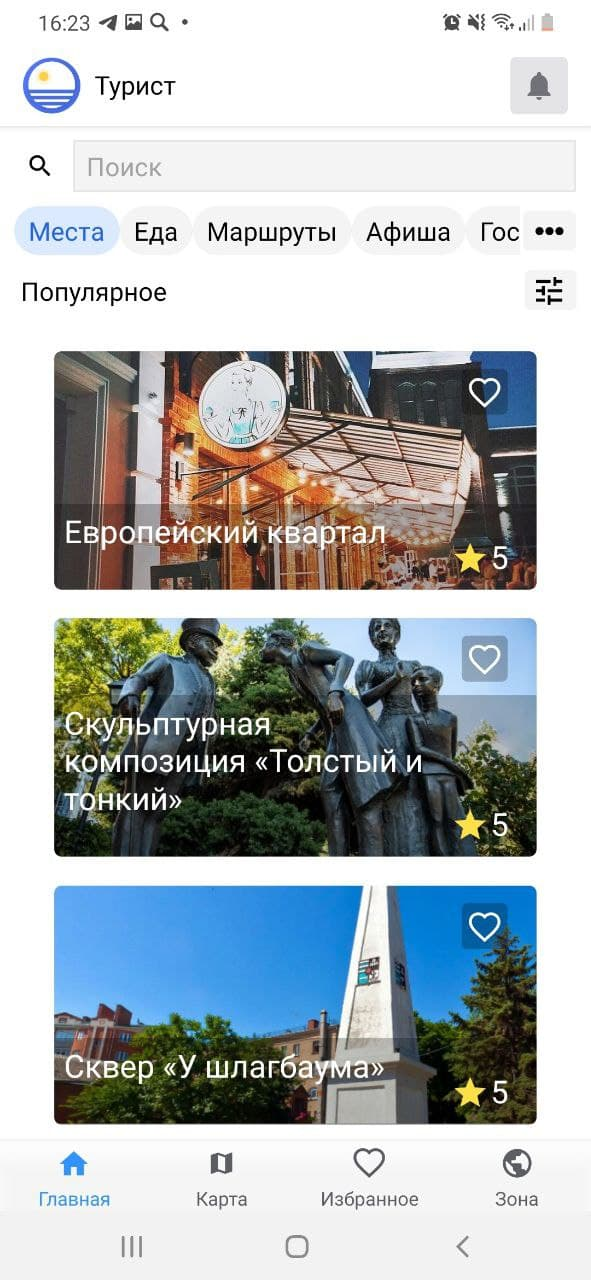 16:23
Турист
Поиск
Места Еда Маршруты Афиша Гос
Популярное
Европейский квартал
5
Скульптурная
композиция «Толстый и
тонкий»
5
Сквер «У шлагбаума»
5
Главная Карта Избранное Зона